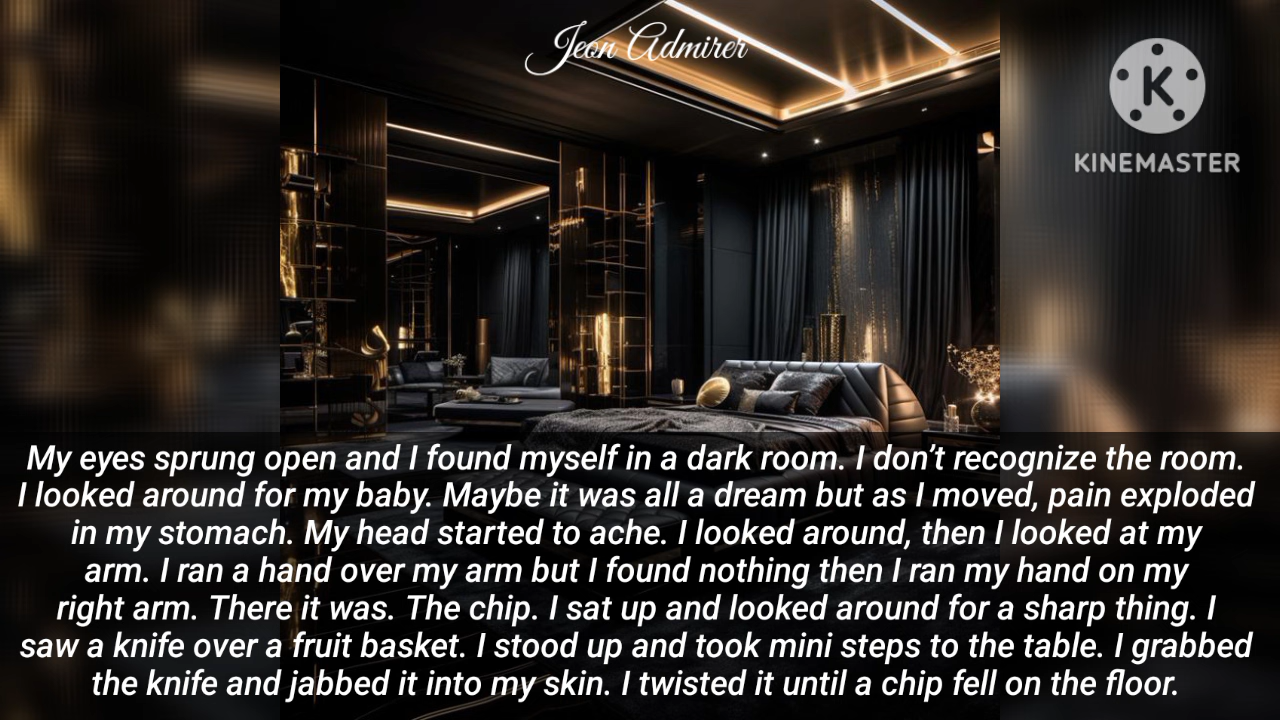 Jeon Admirer
KINEMASTER
My eyes sprung open and I found myself in a dark room. I don’t recognize the room.
I looked around for my baby. Maybe it was all a dream but as I moved, pain exploded
in my stomach. My head started to ache. I looked around, then I looked at my
arm. I ran a hand over my arm but I found nothing then I ran my hand on my
right arm. There it was. The chip. I sat up and looked around for a sharp thing. I
saw a knife over a fruit basket. I stood up and took mini steps to the table. I grabbed
the knife and jabbed it into my skin. I twisted it until a chip fell on the floor.